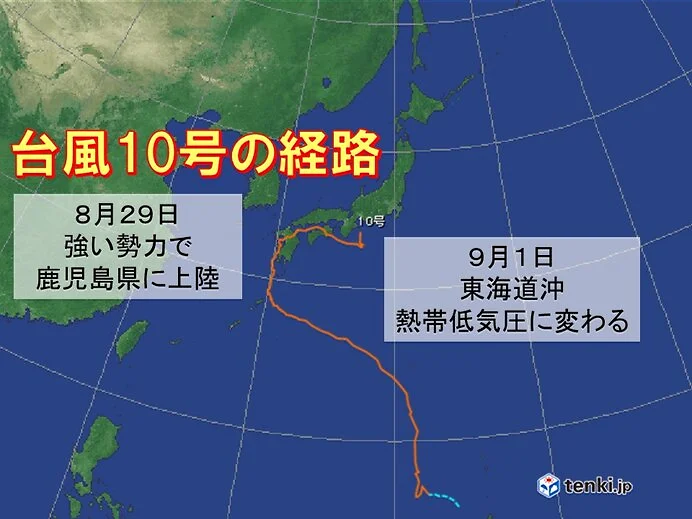 台風10号の経路
8月29日
強い勢力で
鹿児島県に上陸
10号
9月1日
東海道沖
熱帯低気圧に変わる
tenki.jp